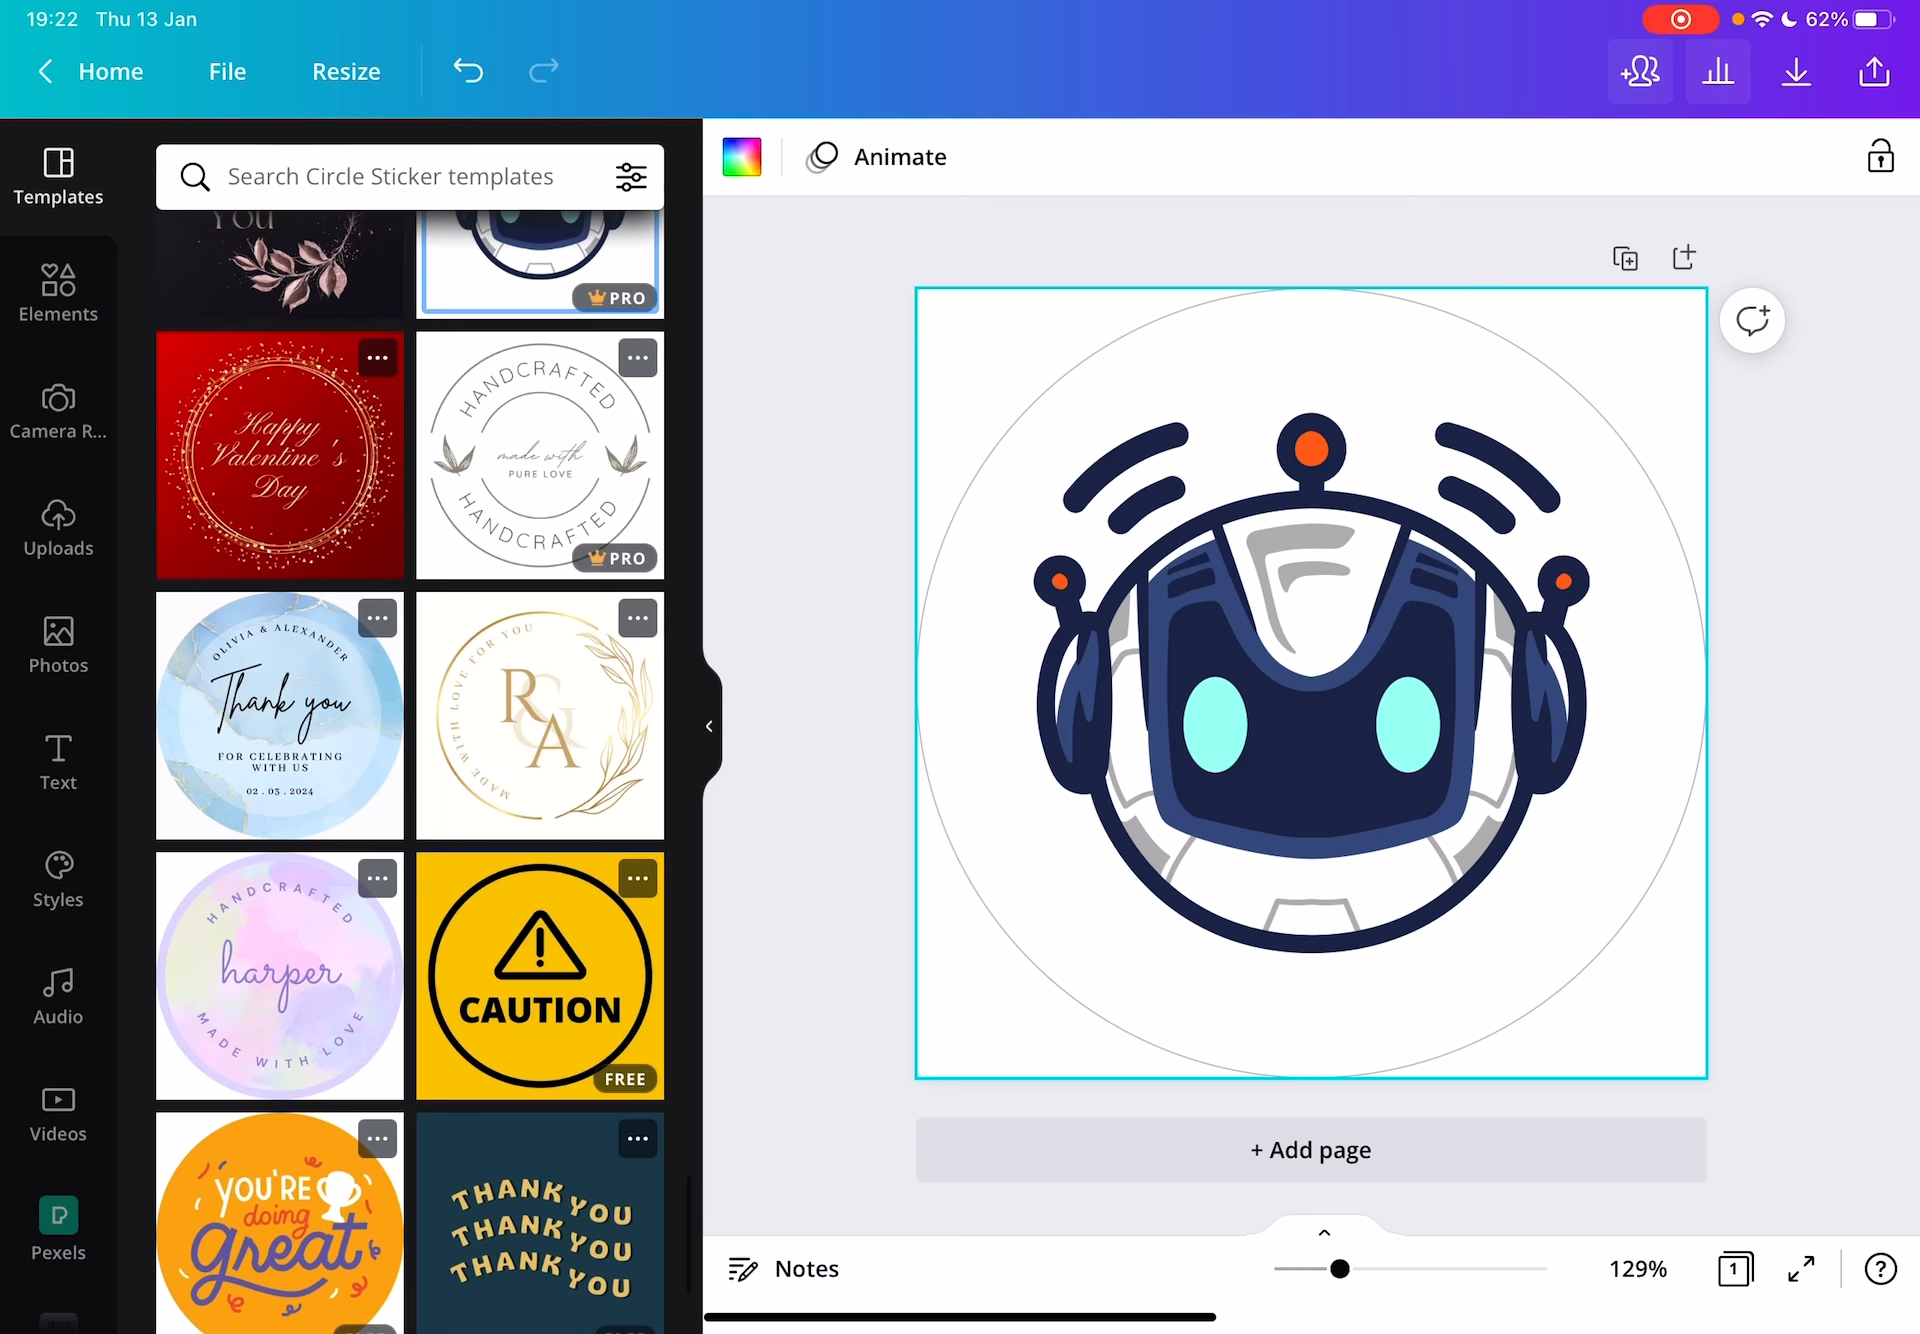 19:22 Thu 13 Jan
62%
Home
File
Resize
Templates
Elements
Camera R...
Uploads
Photos
Text
Styles
Audio
Videos
Pexels
Search Circle Sticker templates
You
PRO
Happy
Valentine's
Day
HANDCRAFTED
made with
PURE LOVE
HANDCRAFTED
PRO
OLIVIA & ALEXANDER
Thank you
FOR CELEBRATING
WITH US
02 . 03 . 2024
MADE WITH LOVE FOR YOU
R&A
HANDCRAFTED
harper
MADE WITH LOVE
CAUTION
FREE
YOU'RE
doing
great
THANK YOU
THANK YOU
THANK YOU
Animate
+ Add page
Notes
129%
1